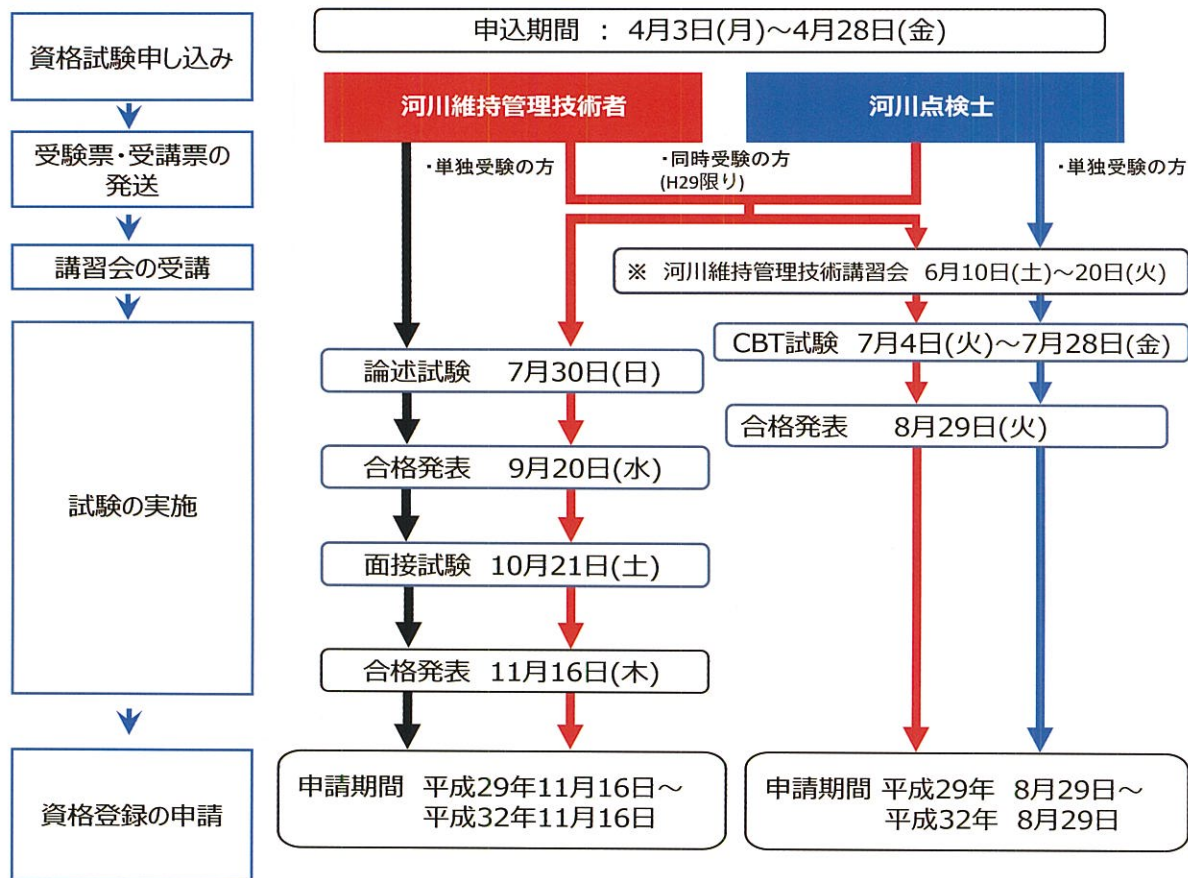 資格試験申し込み
受験票・受講票の
発送
講習会の受講
試験の実施
資格登録の申請
申込期間 : 4月3日(月)～4月28日(金)
河川維持管理技術者
河川点検士
・単独受験の方
・同時受験の方
(H29限り)
・単独受験の方
※ 河川維持管理技術講習会 6月10日(土)～20日(火)
CBT試験 7月4日(火)～7月28日(金)
論述試験 7月30日(日)
合格発表 8月29日(火)
合格発表 9月20日(水)
面接試験 10月21日(土)
合格発表 11月16日(木)
申請期間 平成29年11月16日～
平成32年11月16日
申請期間 平成29年 8月29日～
平成32年 8月29日